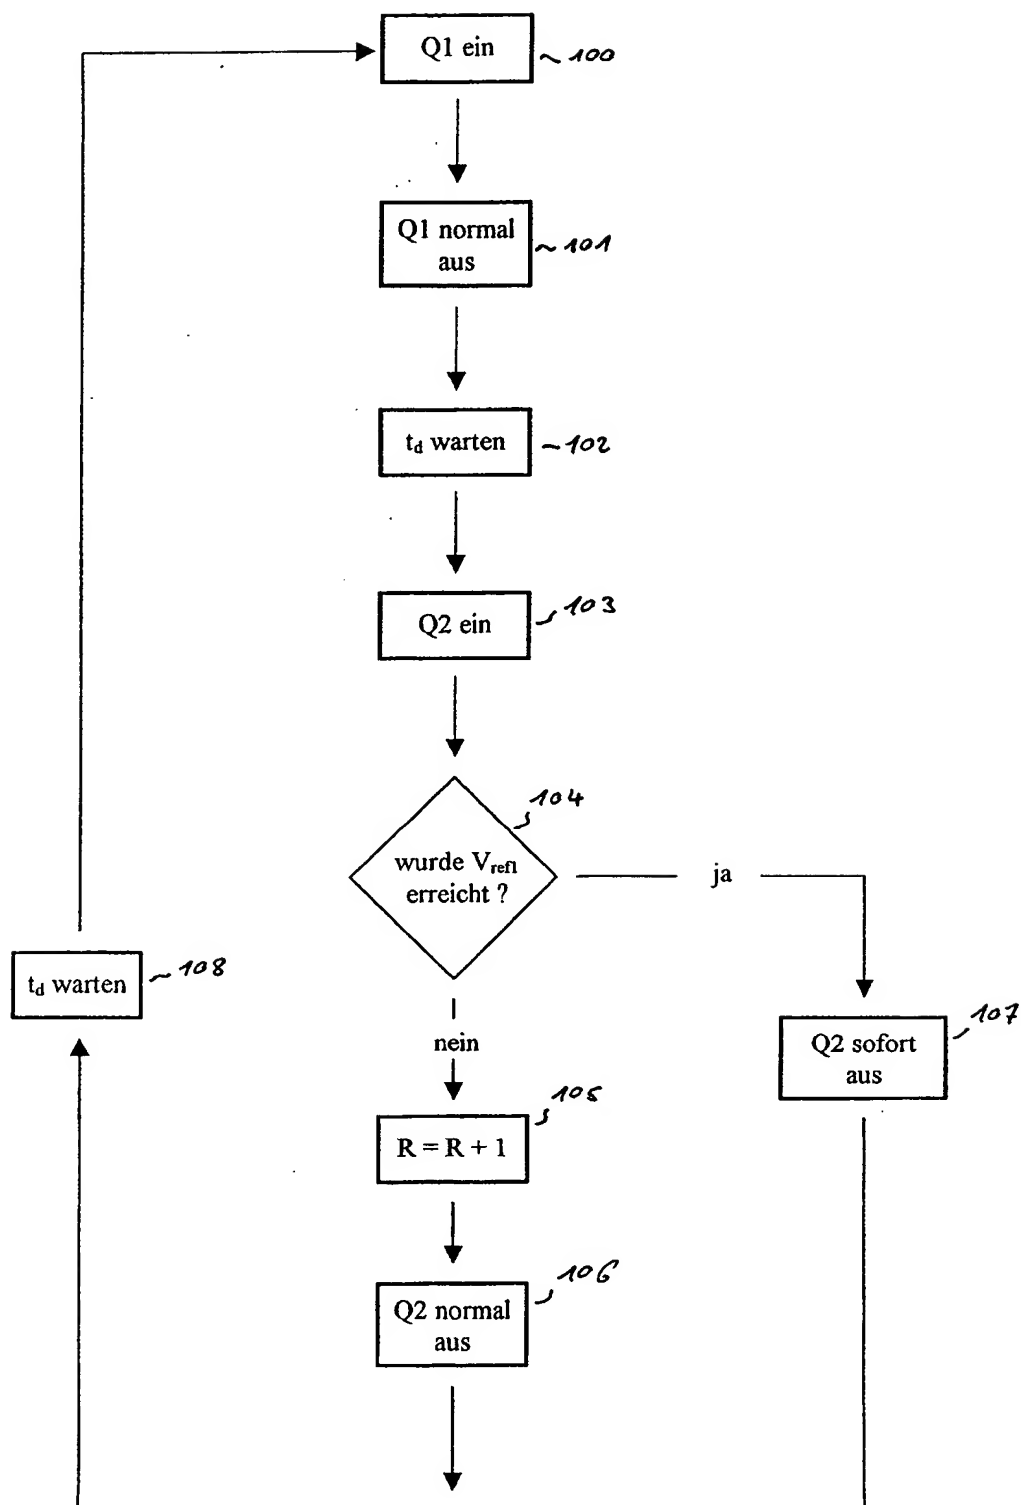 Q1 ein
100
Q1 normal
aus
101
td warten
102
Q2 ein
103
104
wurde Vref1
erreicht ?
ja
td warten
108
107
Q2 sofort
aus
nein
105
R = R + 1
106
Q2 normal
aus